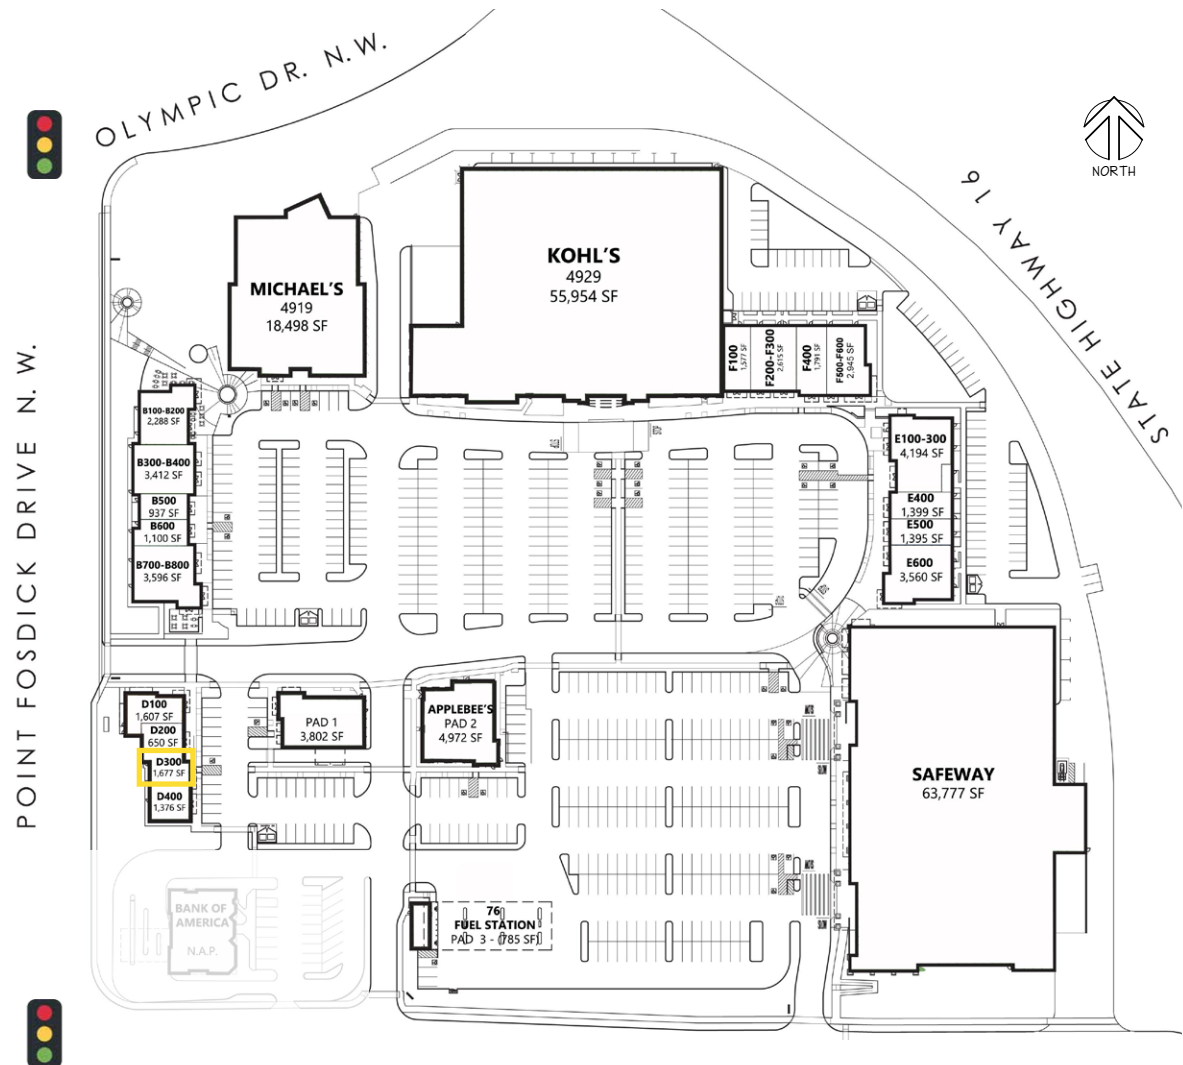 OLYMPIC DR. N.W.
NORTH
STATE HIGHWAY 16
POINT FOSDICK DRIVE N.W.
MICHAEL'S
4919
18,498 SF
KOHL'S
4929
55,954 SF
F100
1,577 SF
F200-F300
2,615 SF
F400
1,791 SF
F500-F600
2,945 SF
B100-B200
2,288 SF
B300-B400
3,412 SF
B500
937 SF
B600
1,100 SF
B700-B800
3,596 SF
E100-300
4,194 SF
E400
1,399 SF
E500
1,395 SF
E600
3,560 SF
D100
1,607 SF
D200
650 SF
D300
1,677 SF
D400
1,376 SF
PAD 1
3,802 SF
APPLEBEE'S
PAD 2
4,972 SF
SAFEWAY
63,777 SF
BANK OF
AMERICA
N.A.P.
76
FUEL STATION
PAD 3 - (785 SF)